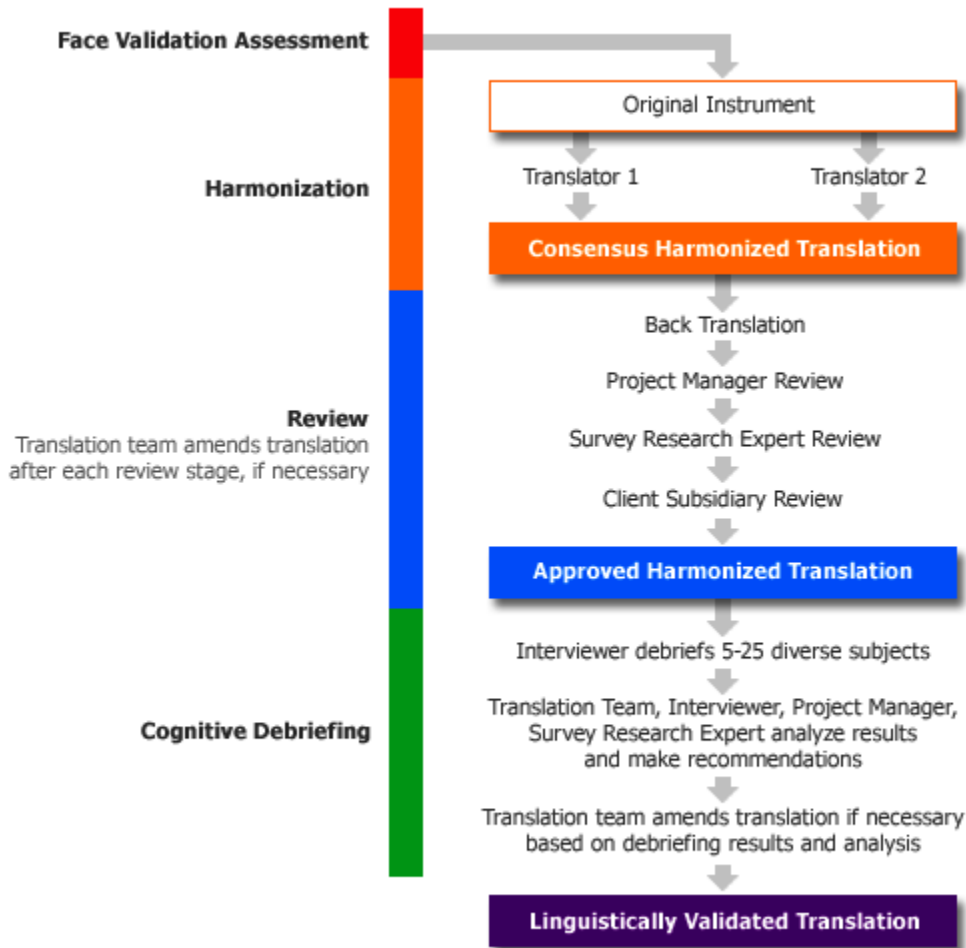 Face Validation Assessment
Original Instrument
Translator 1
Translator 2
Harmonization
Consensus Harmonized Translation
Back Translation
Project Manager Review
Review
Translation team amends translation
after each review stage, if necessary
Survey Research Expert Review
Client Subsidiary Review
Approved Harmonized Translation
Interviewer debriefs 5-25 diverse subjects
Cognitive Debriefing
Translation Team, Interviewer, Project Manager,
Survey Research Expert analyze results
and make recommendations
Translation team amends translation if necessary
based on debriefing results and analysis
Linguistically Validated Translation